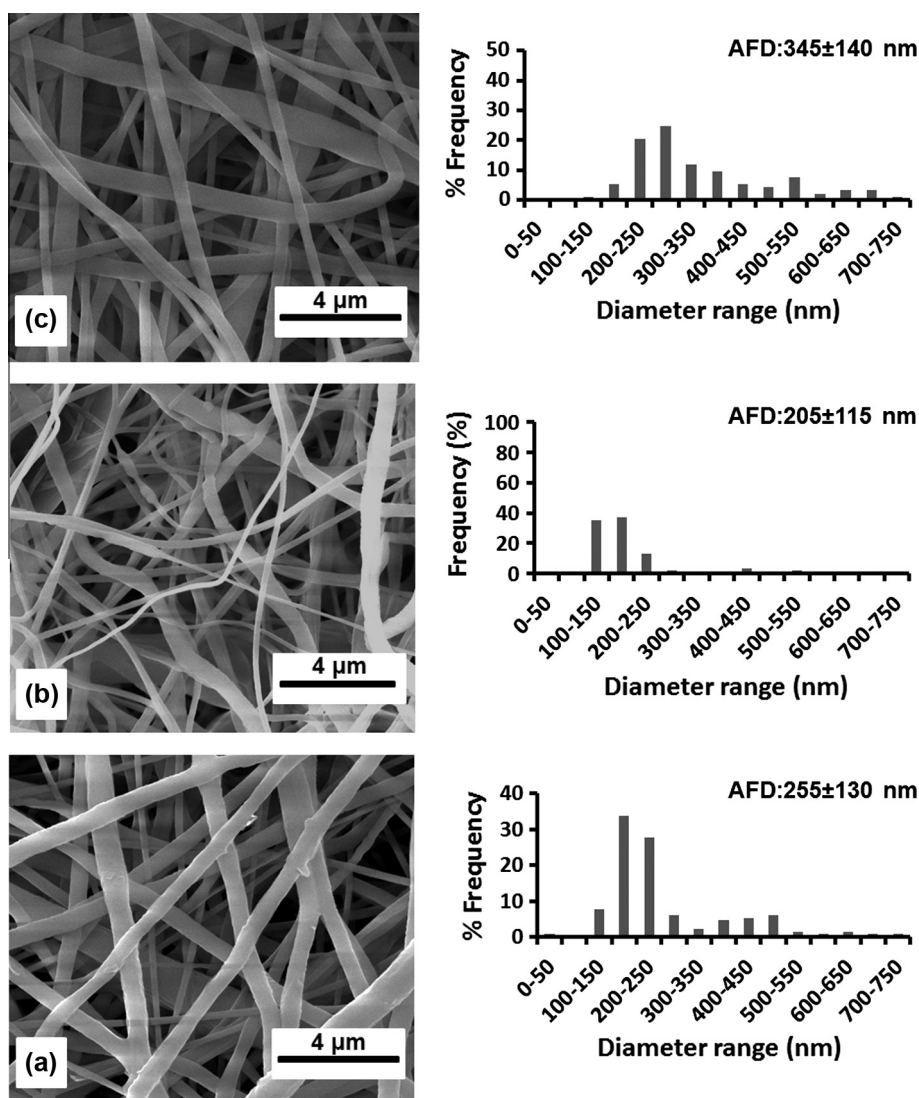 AFD:345±140 nm
50
40
30
20
10
0
% Frequency
0-50
100-150
200-250
300-350
400-450
500-550
600-650
700-750
Diameter range (nm)
4 µm
(c)
AFD:205±115 nm
100
80
60
40
20
0
Frequency (%)
0-50
100-150
200-250
300-350
400-450
500-550
600-650
700-750
Diameter range (nm)
4 µm
(b)
AFD:255±130 nm
40
30
20
10
0
% Frequency
0-50
100-150
200-250
300-350
400-450
500-550
600-650
700-750
Diameter range (nm)
4 µm
(a)